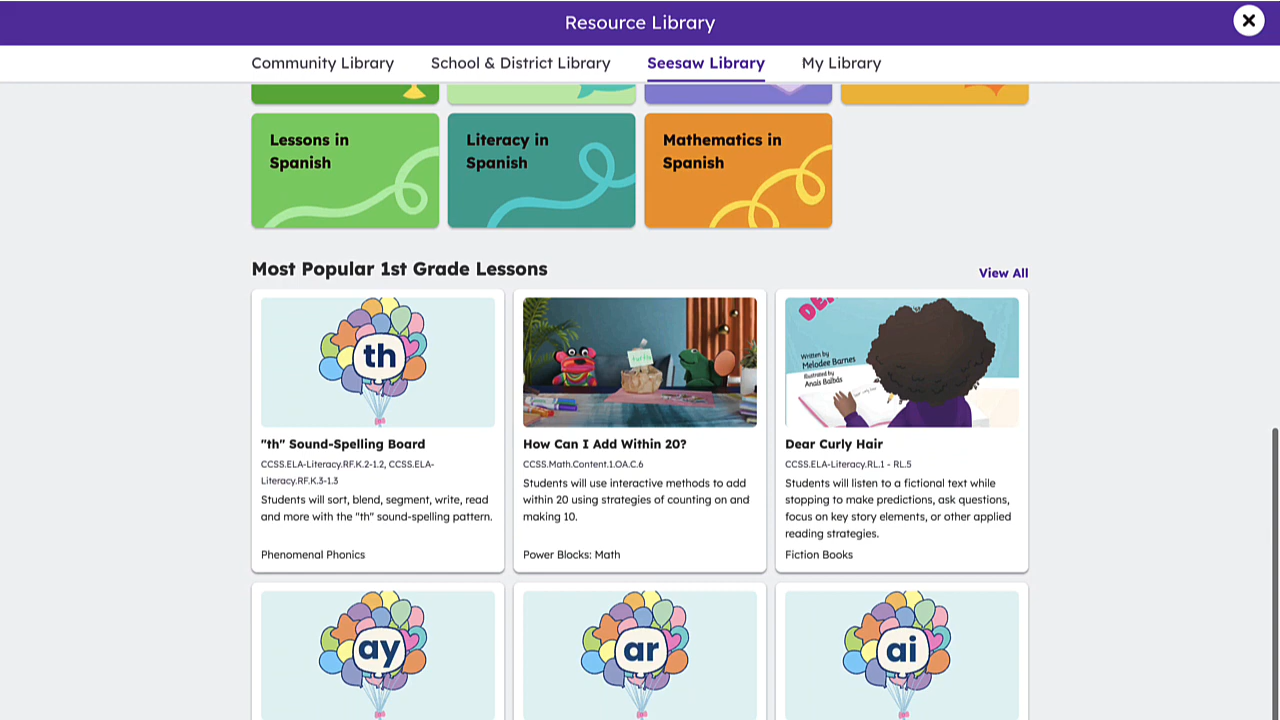 Resource Library
Community Library
School & District Library
Seesaw Library
My Library
Lessons in
Spanish
Literacy in
Spanish
Mathematics in
Spanish
Most Popular 1st Grade Lessons
View All
th
"th" Sound-Spelling Board
CCSS.ELA-Literacy.RF.K.2-1.2, CCSS.ELA-
Literacy.RF.K.3-1.3
Students will sort, blend, segment, write, read
and more with the "th" sound-spelling pattern.
Phenomenal Phonics
How Can I Add Within 20?
CCSS.Math.Content.1.OA.C.6
Students will use interactive methods to add
within 20 using strategies of counting on and
making 10.
Power Blocks: Math
Written by
Melodee Barnes
Illustrated by
Anais Balbás
Dear Curly Hair
CCSS.ELA-Literacy.RL.1 - RL.5
Students will listen to a fictional text while
stopping to make predictions, ask questions,
focus on key story elements, or other applied
reading strategies.
Fiction Books
ay
ar
ai